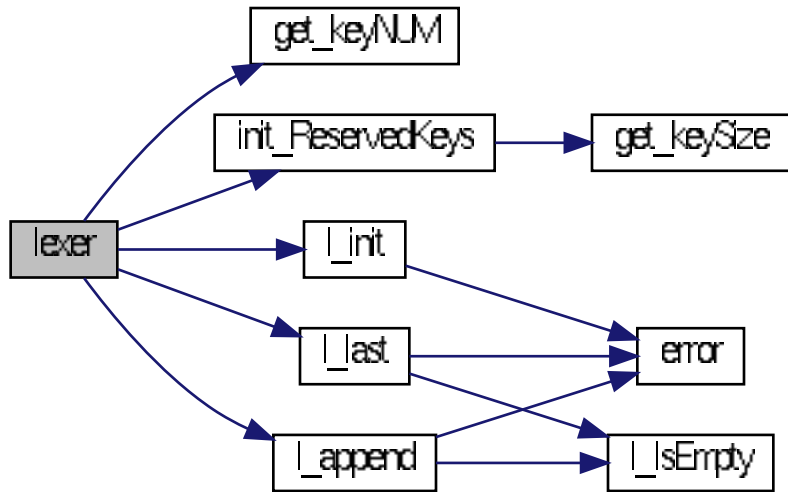 get_keyNUM
init_ReservedKeys
get_keySize
lexer
l_init
l_last
error
l_append
l_IsEmpty